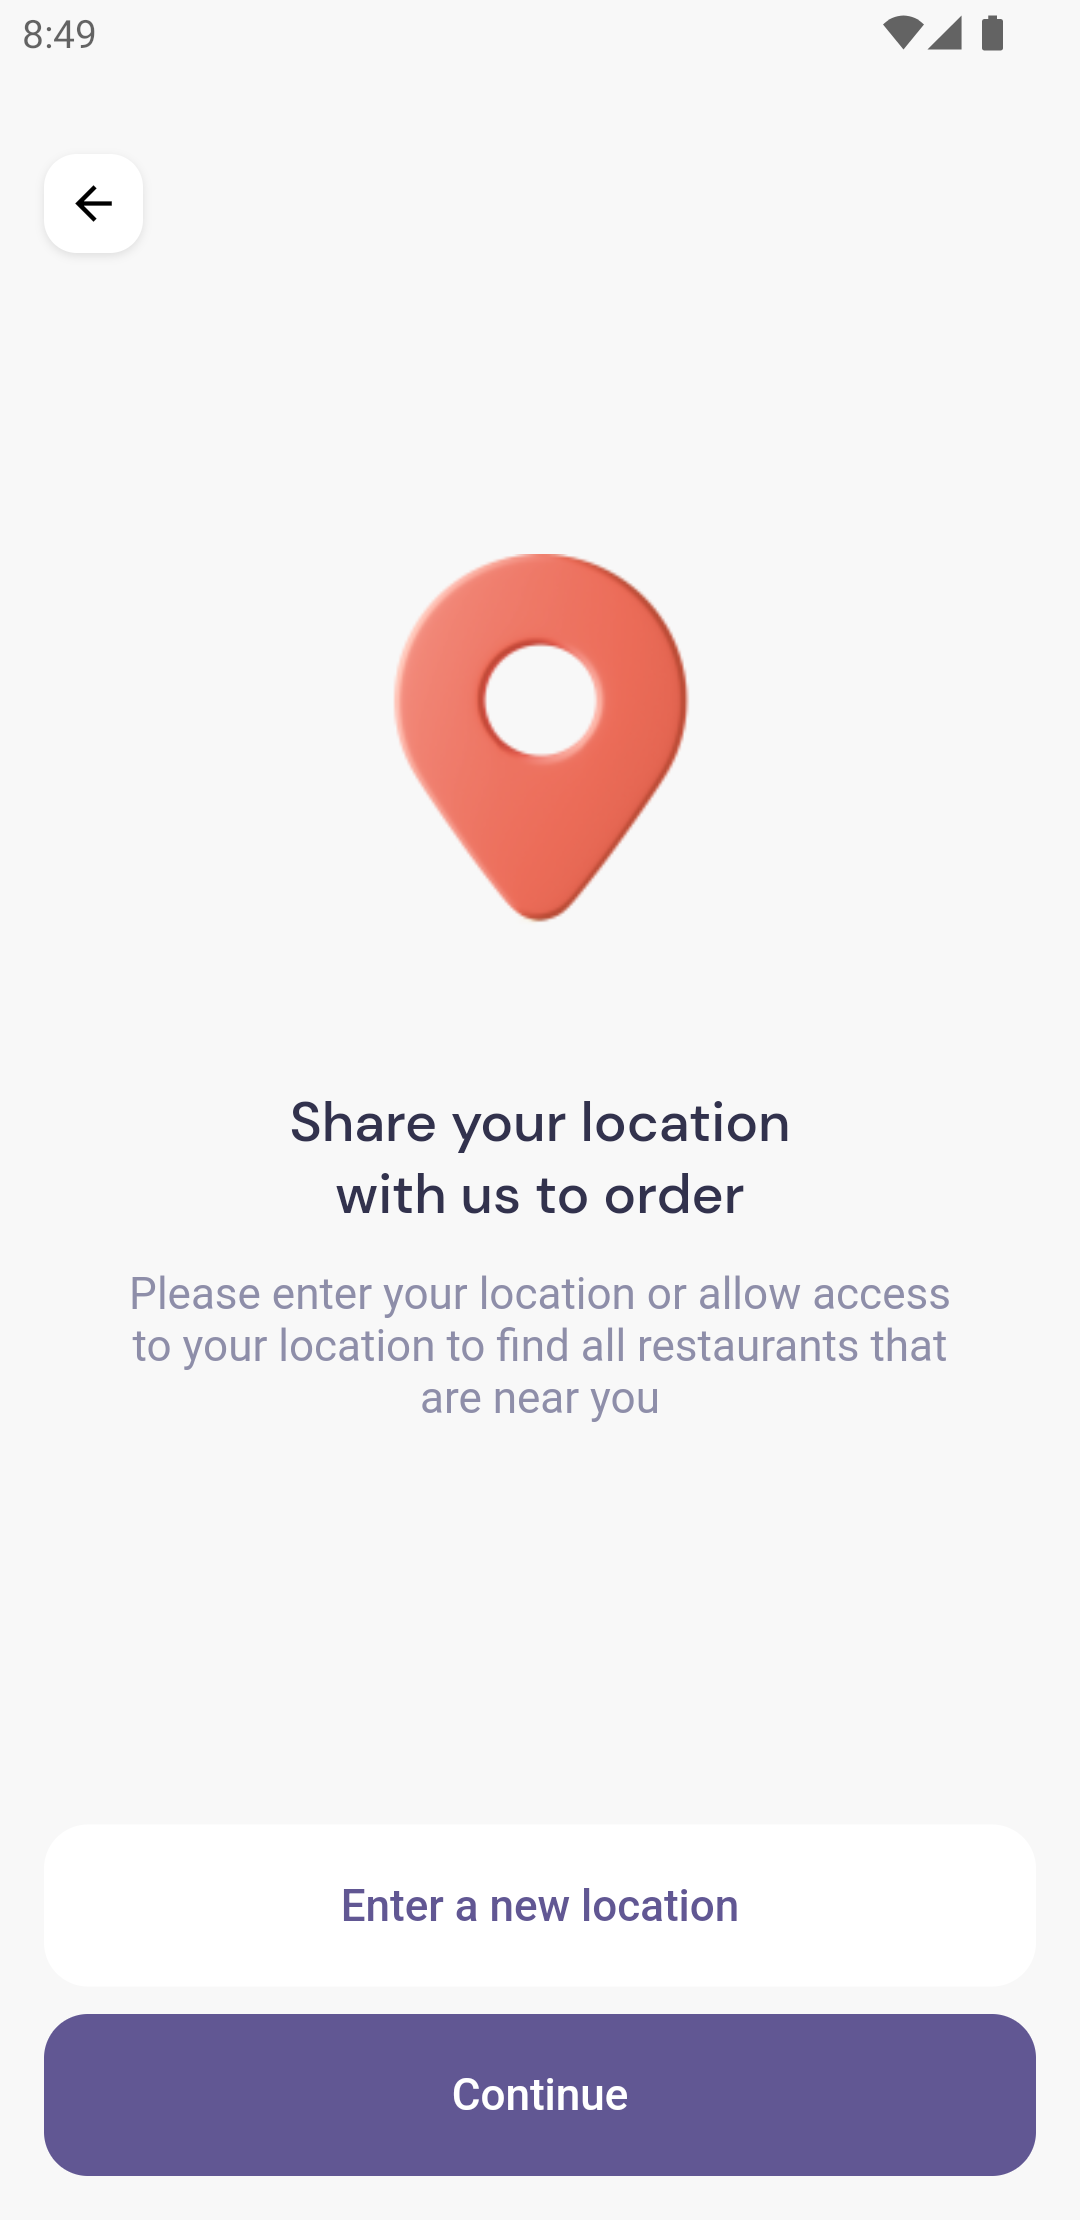 8:49
Share your location
with us to order
Please enter your location or allow access
to your location to find all restaurants that
are near you
Enter a new location
Continue